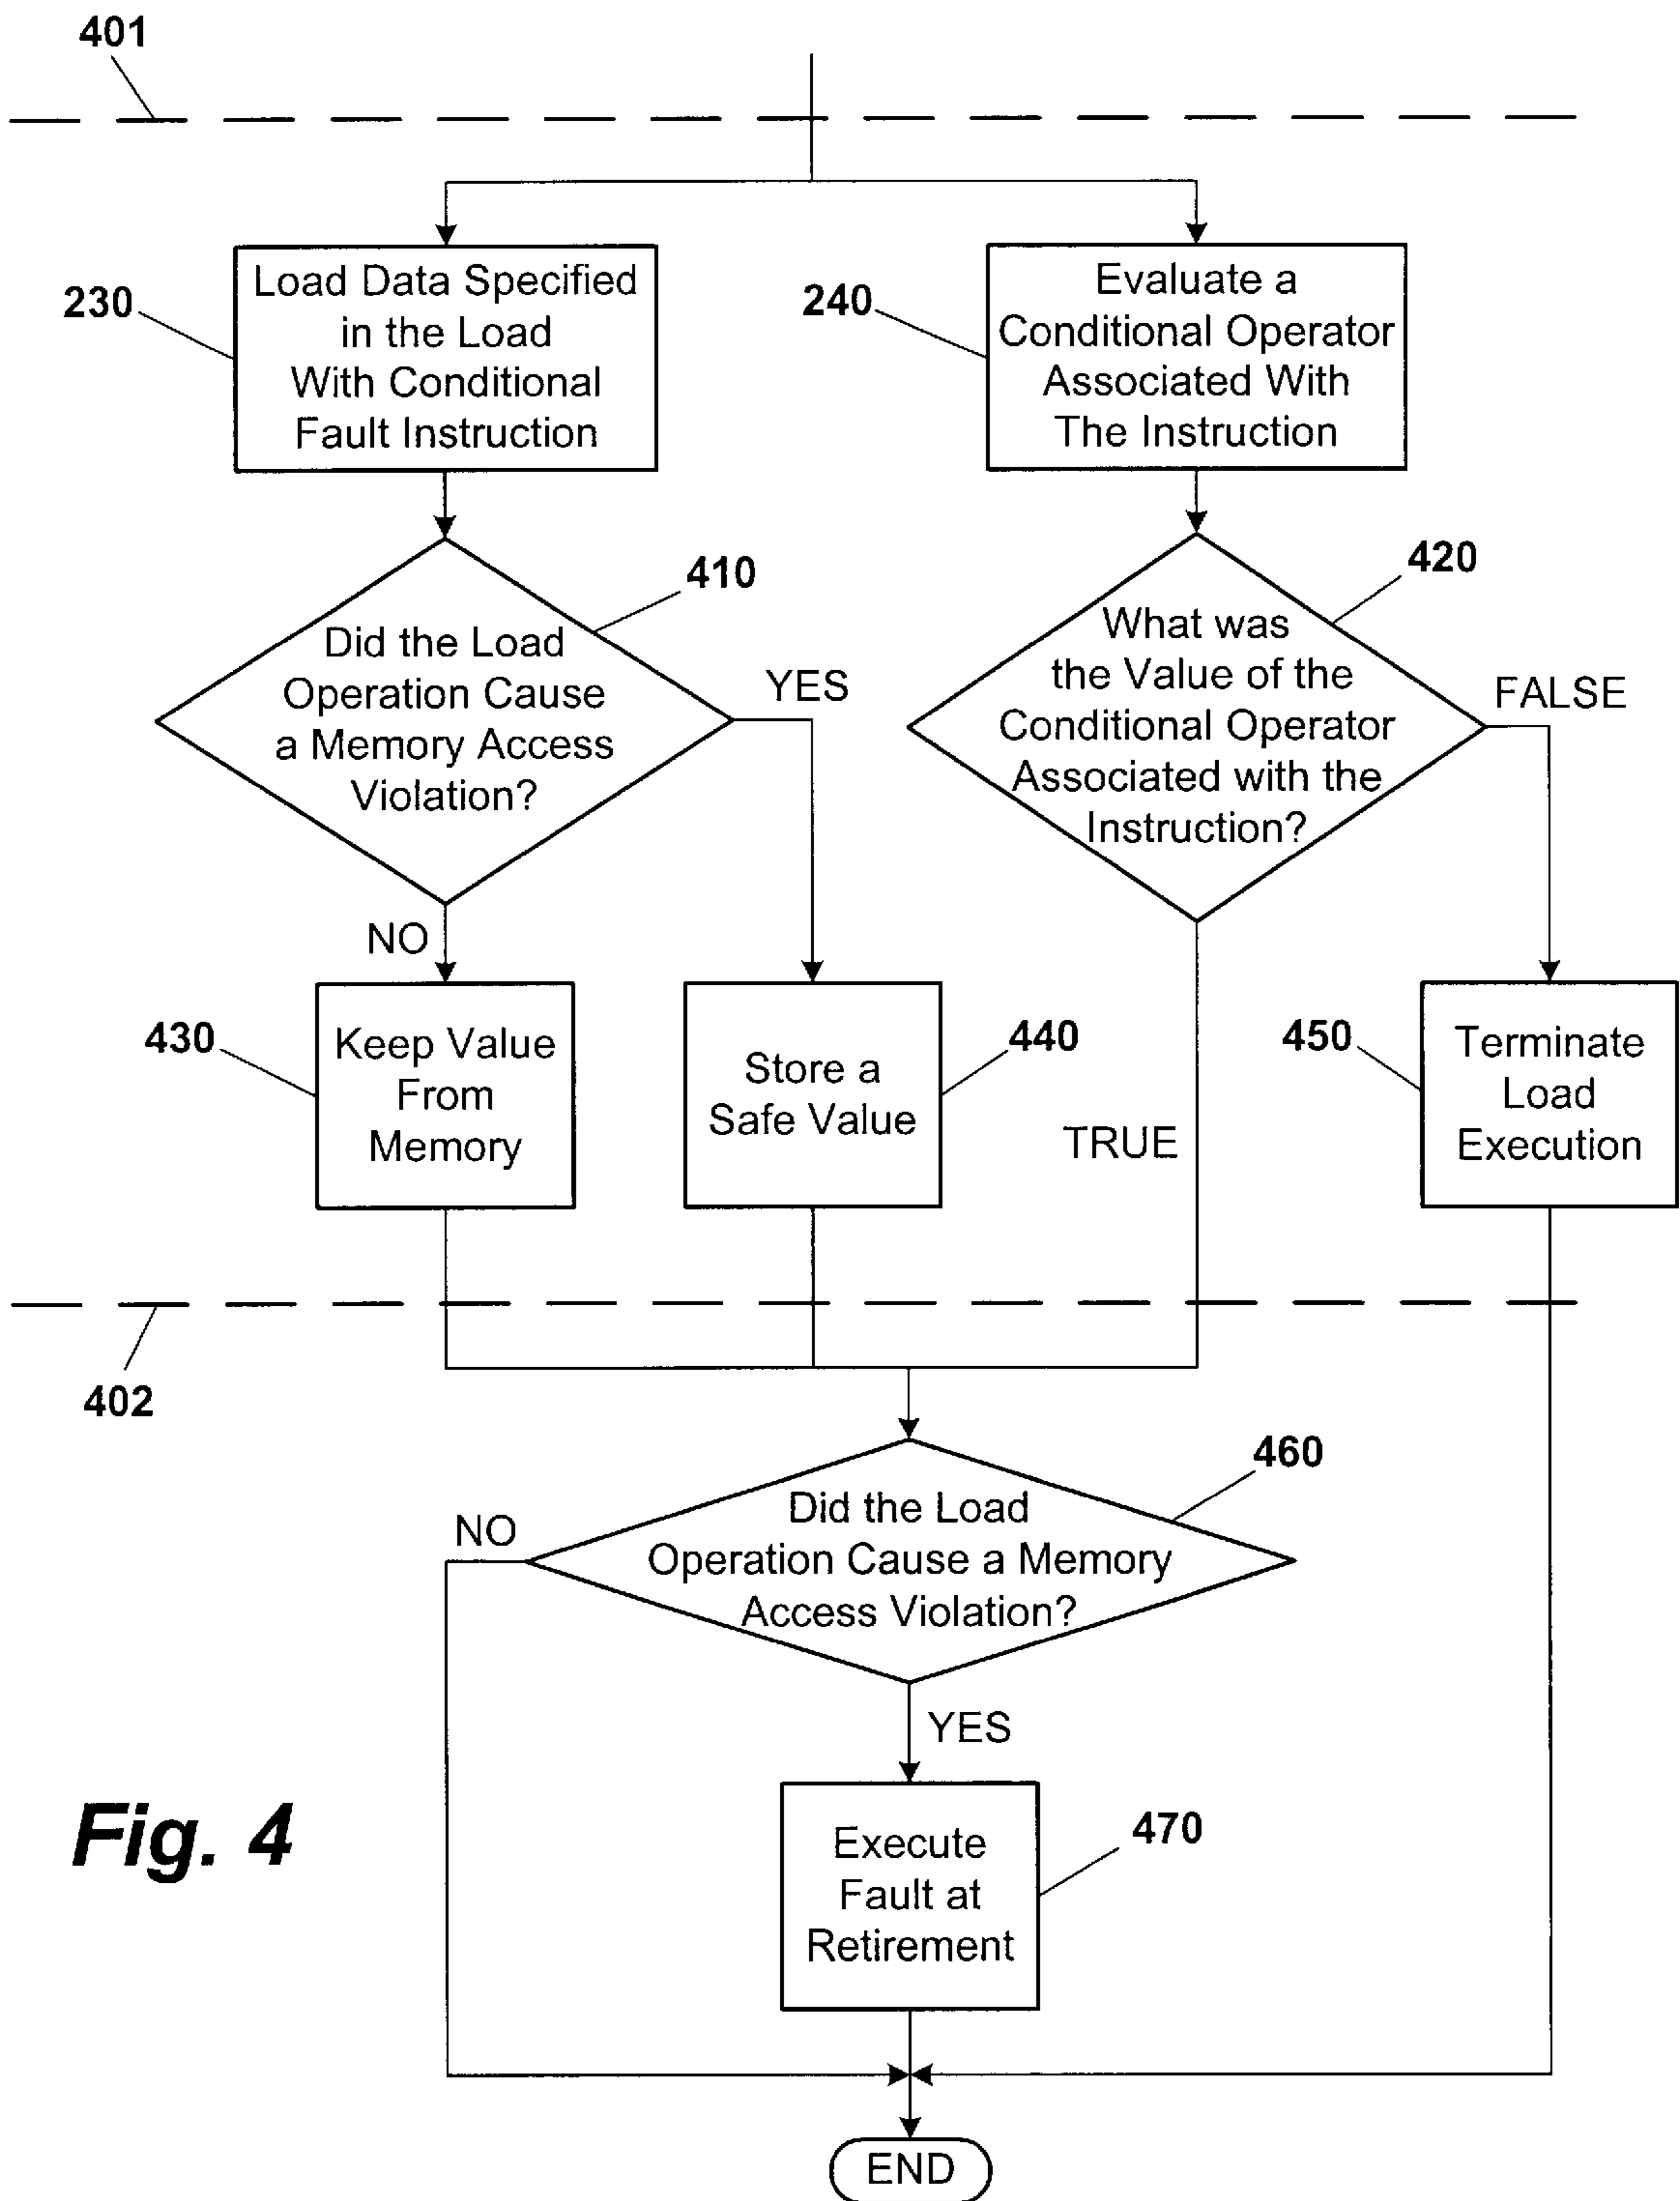 401
230
Load Data Specified
in the Load
With Conditional
Fault Instruction
240
Evaluate a
Conditional Operator
Associated With
The Instruction
410
Did the Load
Operation Cause
a Memory Access
Violation?
YES
NO
420
What was
the Value of the
Conditional Operator
Associated with the
Instruction?
FALSE
TRUE
430
Keep Value
From
Memory
Store a
Safe Value
440
450
Terminate
Load
Execution
402
460
Did the Load
Operation Cause a Memory
Access Violation?
NO
YES
Fig. 4
Execute
Fault at
Retirement
470
END